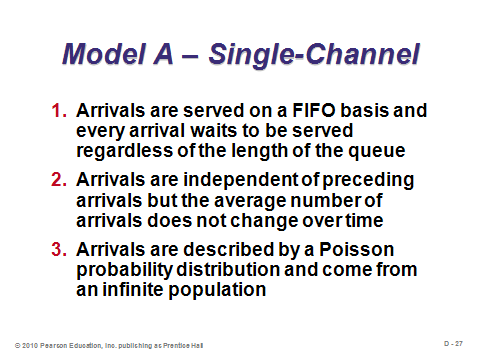 Model A – Single-Channel
1. Arrivals are served on a FIFO basis and
every arrival waits to be served
regardless of the length of the queue
2. Arrivals are independent of preceding
arrivals but the average number of
arrivals does not change over time
3. Arrivals are described by a Poisson
probability distribution and come from
an infinite population
© 2010 Pearson Education, Inc. publishing as Prentice Hall
D - 27